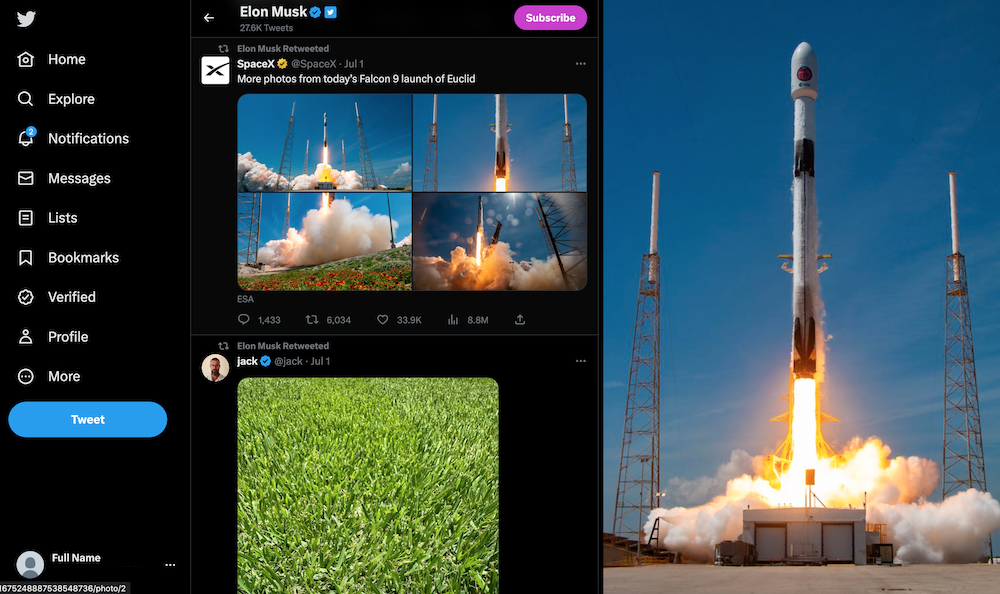 Home
Explore
2
Notifications
Messages
Lists
Bookmarks
Verified
Profile
More
Tweet
Full Name
1675248887538548736/photo/2
Elon Musk
27.6K Tweets
Subscribe
Elon Musk Retweeted
SpaceX @SpaceX · Jul 1
More photos from today's Falcon 9 launch of Euclid
ESA
1,433 6,034 33.9K 8.8M
Elon Musk Retweeted
jack @jack · Jul 1